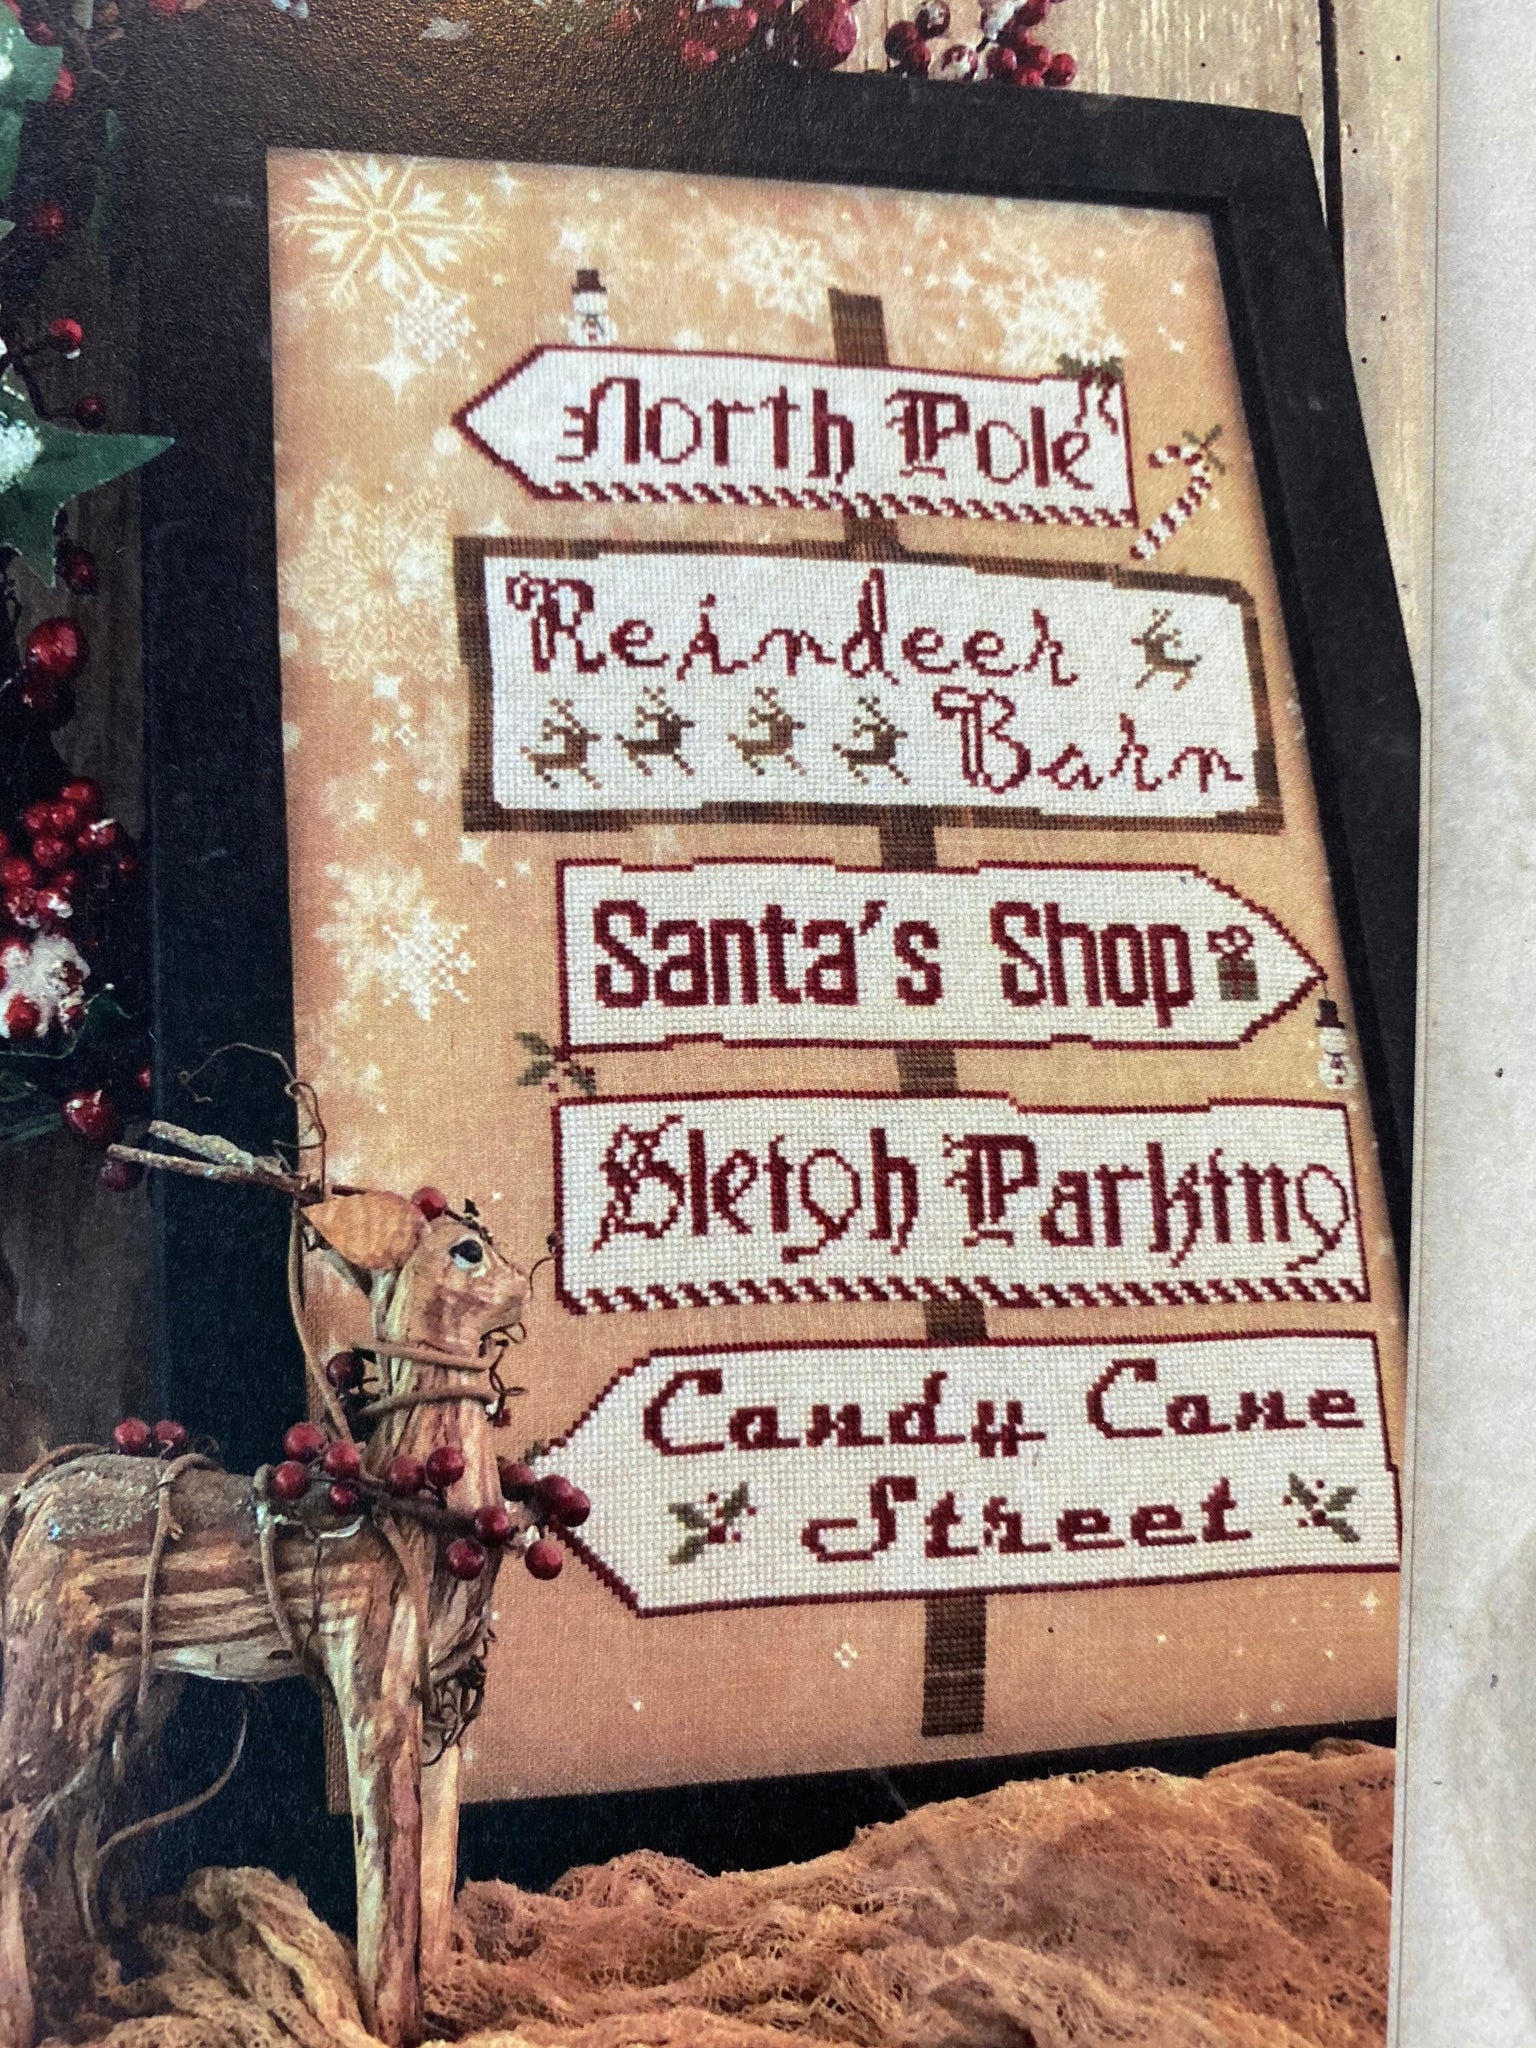 North Pole
Reindeer
Barn
Santa's Shop
Sleigh Parking
Candy Cane
Street